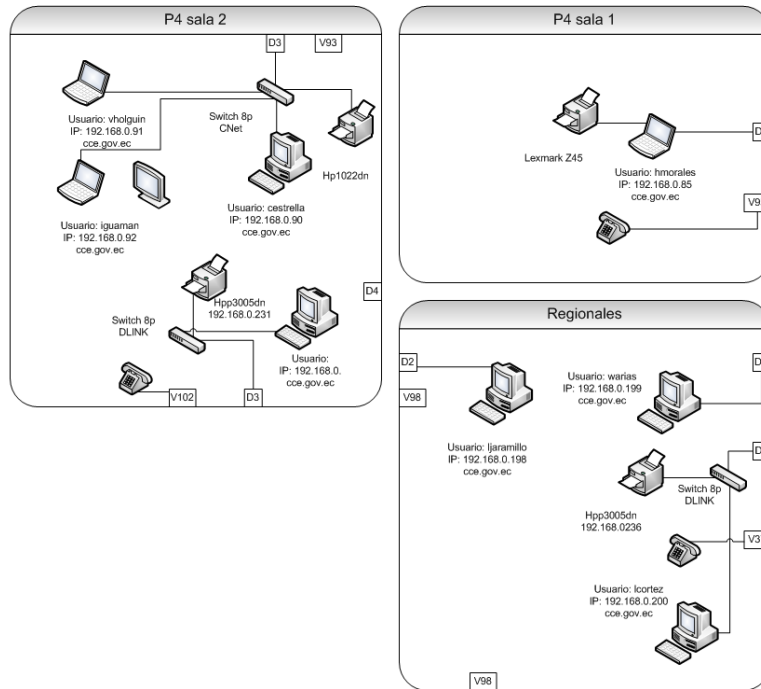 P4 sala 2
D3
V93
Usuario: vholguin
IP: 192.168.0.91
cce.gov.ec
Switch 8p
CNet
Hp1022dn
Usuario: iguaman
IP: 192.168.0.92
cce.gov.ec
Usuario: cestrella
IP: 192.168.0.90
cce.gov.ec
D4
Hpp3005dn
192.168.0.231
Switch 8p
DLINK
Usuario:
IP: 192.168.0.
cce.gov.ec
V102
D3
P4 sala 1
D
Lexmark Z45
Usuario: hmorales
IP: 192.168.0.85
cce.gov.ec
V9
Regionales
D2
V98
Usuario: ljaramillo
IP: 192.168.0.198
cce.gov.ec
Usuario: warias
IP: 192.168.0.199
cce.gov.ec
D
D
Switch 8p
DLINK
Hpp3005dn
192.168.0236
V37
Usuario: lcortez
IP: 192.168.0.200
cce.gov.ec
V98